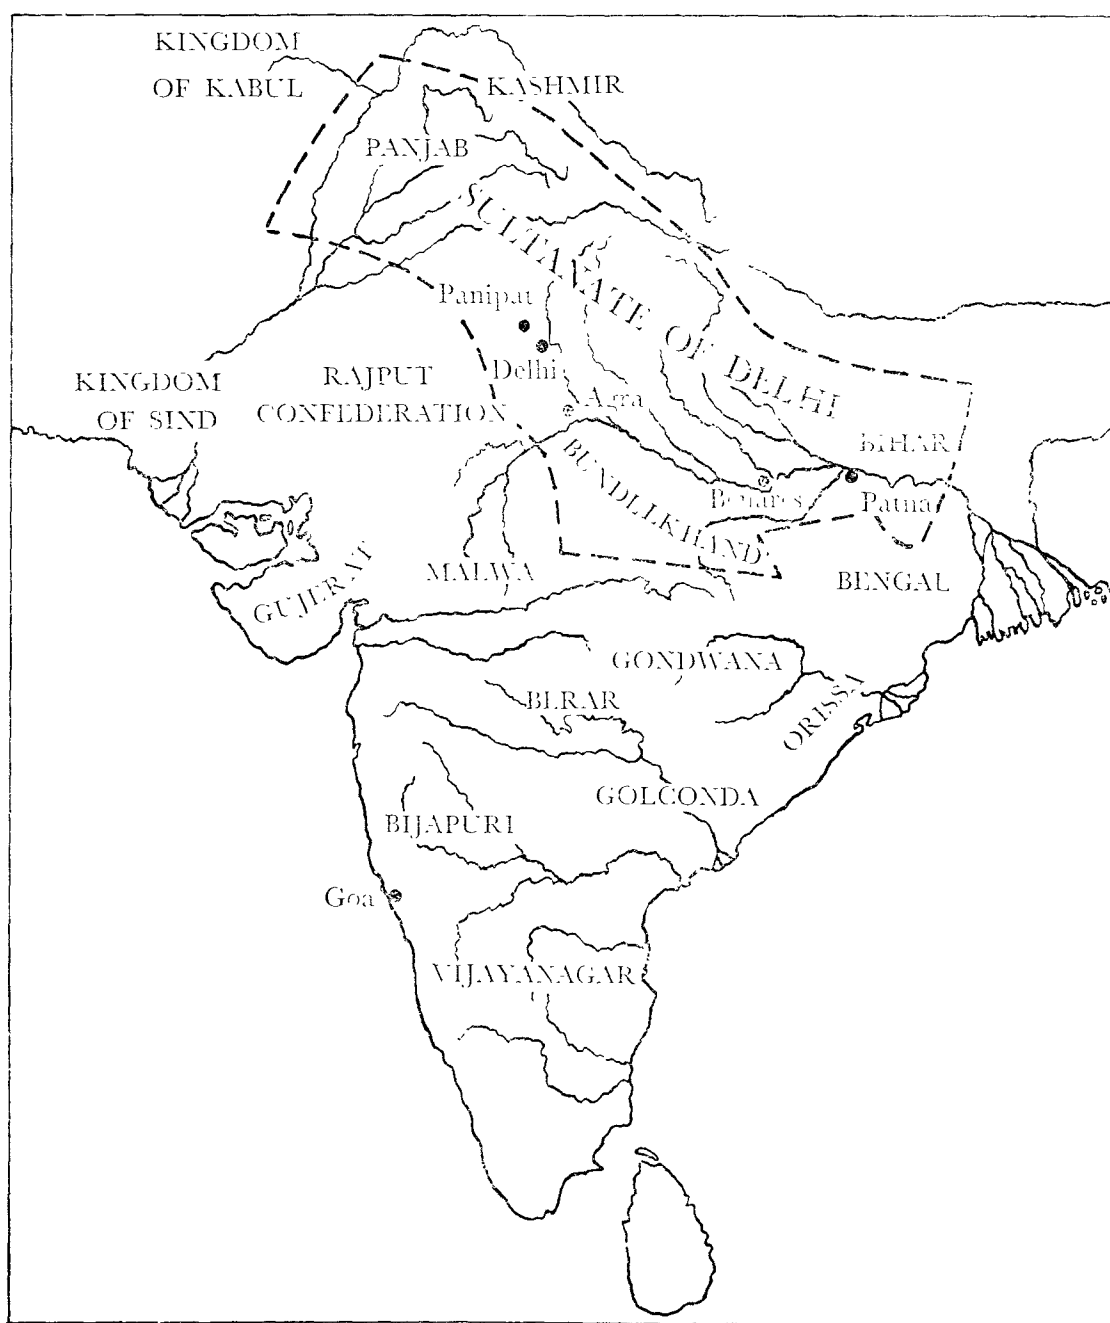 KINGDOM
OF KABUL
KASHMIR
PANJAB
SULTANATE OF DELHI
Panipat
Delhi
KINGDOM
OF SIND
RAJPUT
CONFEDERATION
Agra
BIHAR
BUNDELKHAND
Benares
Patna
MALWA
BENGAL
GUJERAT
GONDWANA
BERAR
ORISSA
GOLCONDA
BIJAPURI
Goa
VIJAYANAGAR